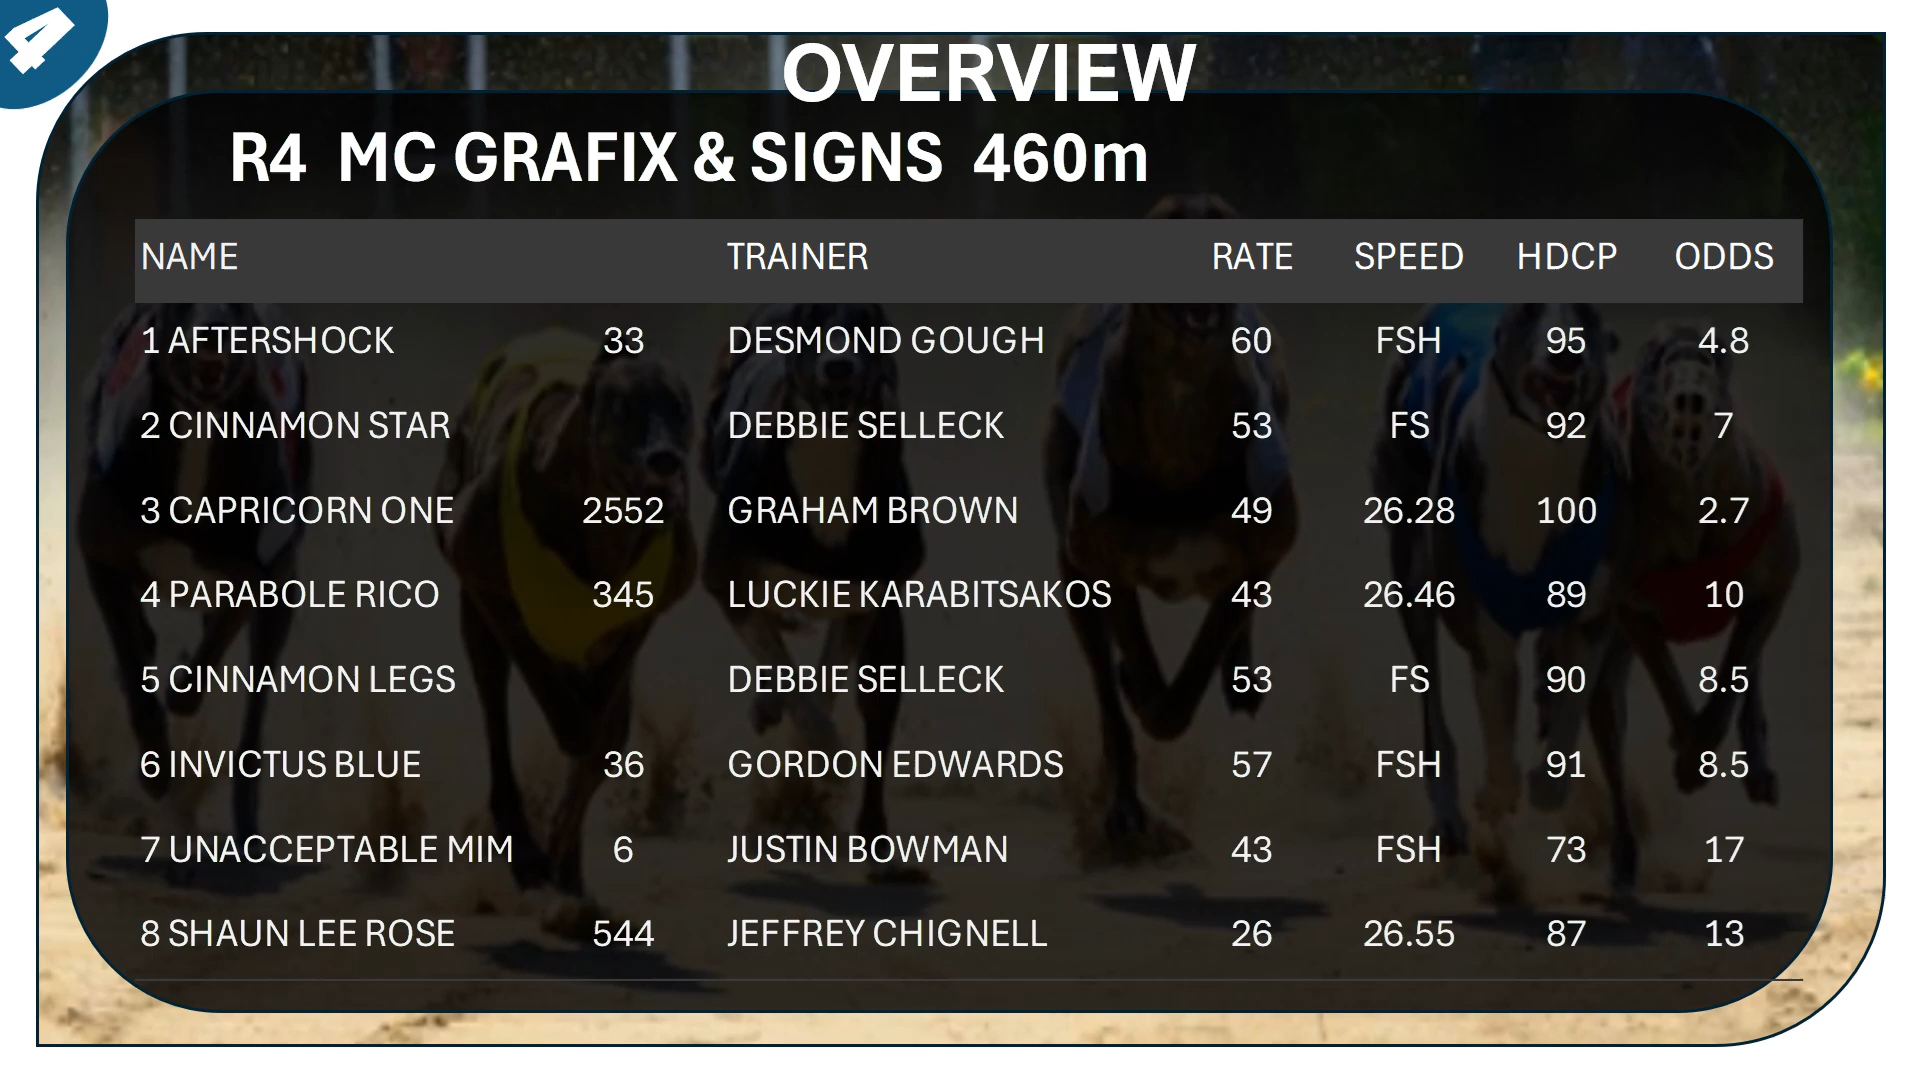 4
OVERVIEW
R4 MC GRAFIX & SIGNS 460m
NAME TRAINER RATE SPEED HDCP ODDS
1 AFTERSHOCK 33 DESMOND GOUGH 60 FSH 95 4.8
2 CINNAMON STAR DEBBIE SELLECK 53 FS 92 7
3 CAPRICORN ONE 2552 GRAHAM BROWN 49 26.28 100 2.7
4 PARABOLE RICO 345 LUCKIE KARABITSAKOS 43 26.46 89 10
5 CINNAMON LEGS DEBBIE SELLECK 53 FS 90 8.5
6 INVICTUS BLUE 36 GORDON EDWARDS 57 FSH 91 8.5
7 UNACCEPTABLE MIM 6 JUSTIN BOWMAN 43 FSH 73 17
8 SHAUN LEE ROSE 544 JEFFREY CHIGNELL 26 26.55 87 13